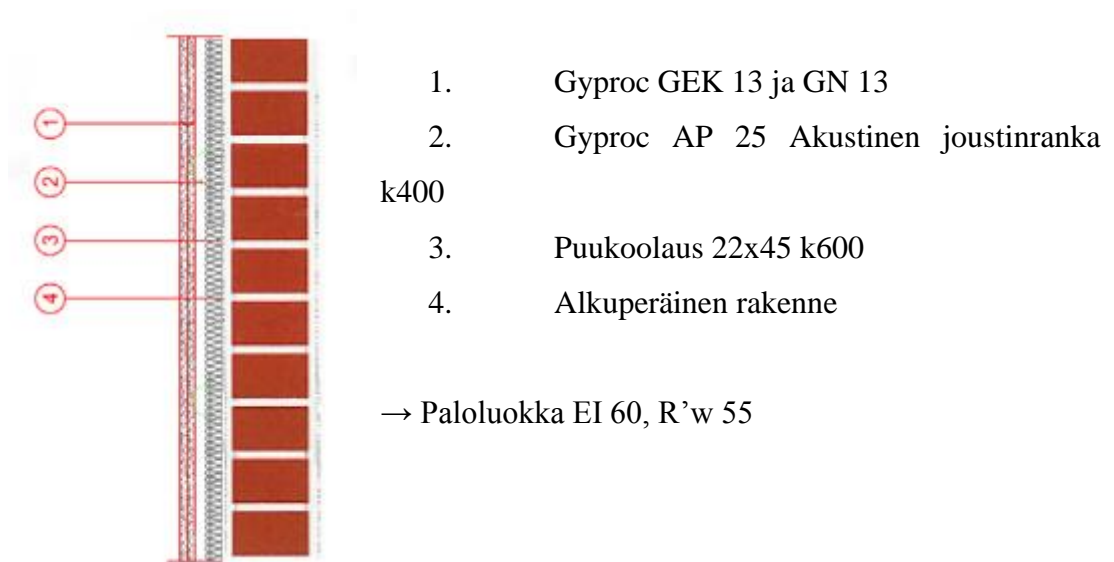 1
2
3
4
1. Gyproc GEK 13 ja GN 13
2. Gyproc AP 25 Akustinen joustinranka
k400
3. Puukoolaus 22x45 k600
4. Alkuperäinen rakenne
→ Paloluokka EI 60, R’w 55